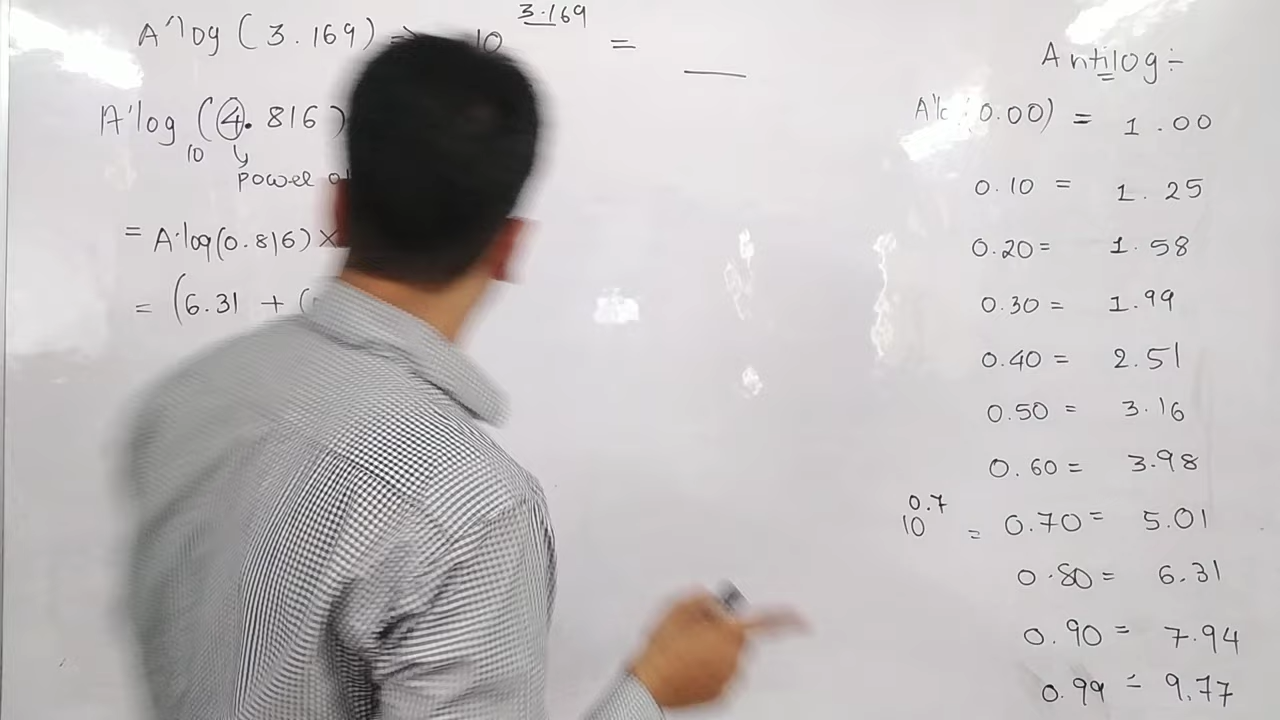 A'log (3.169) => 10^3.169 = __
A'log (4.816)
10
power of
= A'log(0.816) ×
= (6.31 + (
Antilog ÷
(0.00) = 1.00
0.10 = 1.25
0.20 = 1.58
0.30 = 1.99
0.40 = 2.51
0.50 = 3.16
0.60 = 3.98
10^0.7 = 0.70 = 5.01
0.80 = 6.31
0.90 = 7.94
0.99 = 9.77